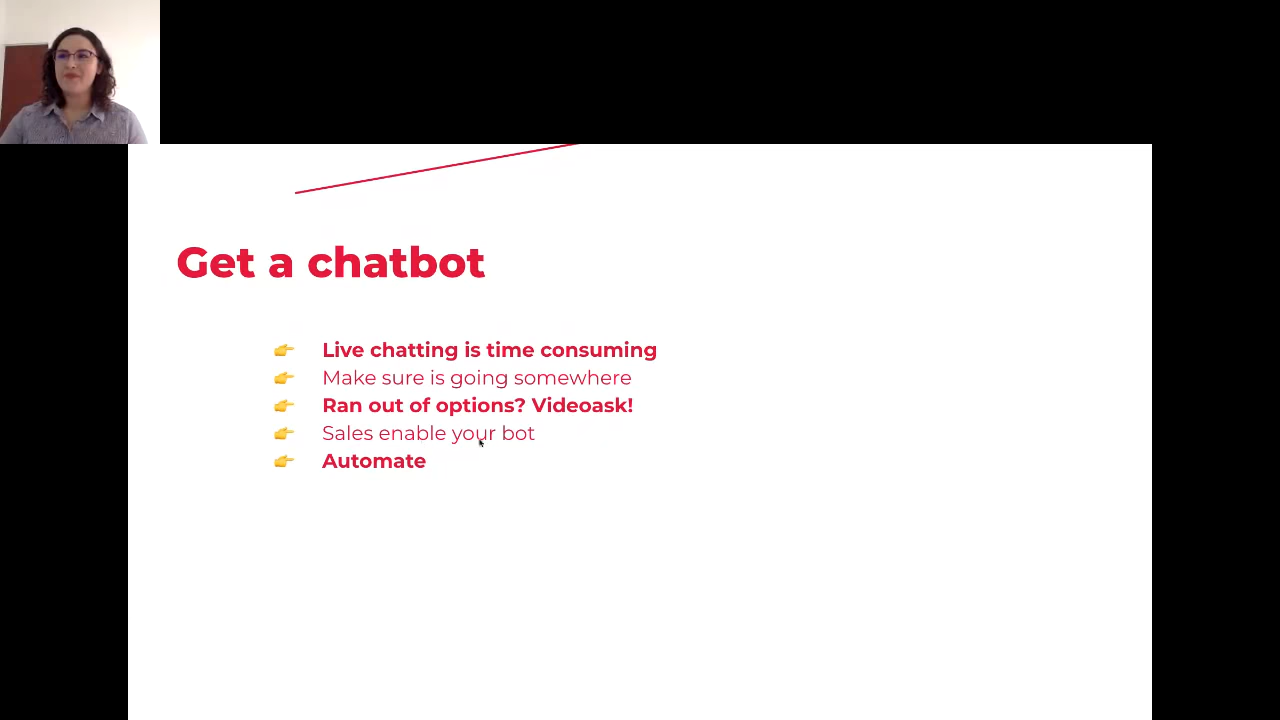 Get a chatbot
👉 Live chatting is time consuming
👉 Make sure is going somewhere
👉 Ran out of options? Videoask!
👉 Sales enable your bot
👉 Automate